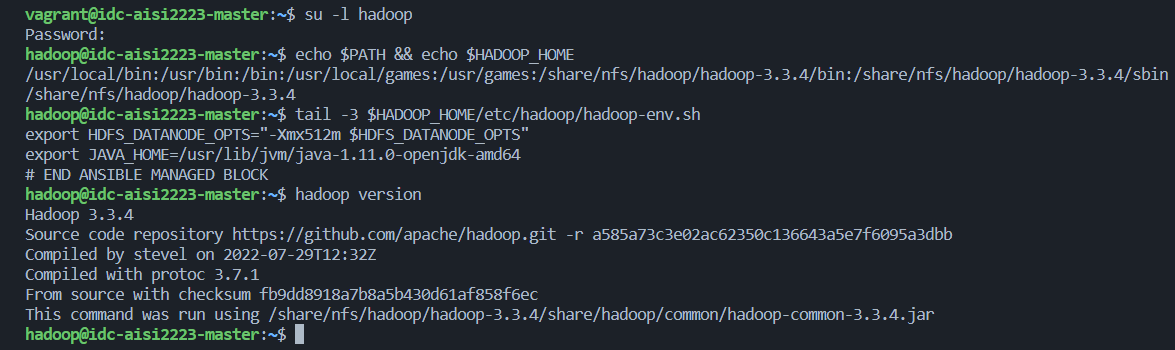 vagrant@idc-aisi2223-master:~$ su -l hadoop
Password:
hadoop@idc-aisi2223-master:~$ echo $PATH && echo $HADOOP_HOME
/usr/local/bin:/usr/bin:/bin:/usr/local/games:/usr/games:/share/nfs/hadoop/hadoop-3.3.4/bin:/share/nfs/hadoop/hadoop-3.3.4/sbin
/share/nfs/hadoop/hadoop-3.3.4
hadoop@idc-aisi2223-master:~$ tail -3 $HADOOP_HOME/etc/hadoop/hadoop-env.sh
export HDFS_DATANODE_OPTS="-Xmx512m $HDFS_DATANODE_OPTS"
export JAVA_HOME=/usr/lib/jvm/java-1.11.0-openjdk-amd64
# END ANSIBLE MANAGED BLOCK
hadoop@idc-aisi2223-master:~$ hadoop version
Hadoop 3.3.4
Source code repository https://github.com/apache/hadoop.git -r a585a73c3e02ac62350c136643a5e7f6095a3dbb
Compiled by stevel on 2022-07-29T12:32Z
Compiled with protoc 3.7.1
From source with checksum fb9dd8918a7b8a5b430d61af858f6ec
This command was run using /share/nfs/hadoop/hadoop-3.3.4/share/hadoop/common/hadoop-common-3.3.4.jar
hadoop@idc-aisi2223-master:~$